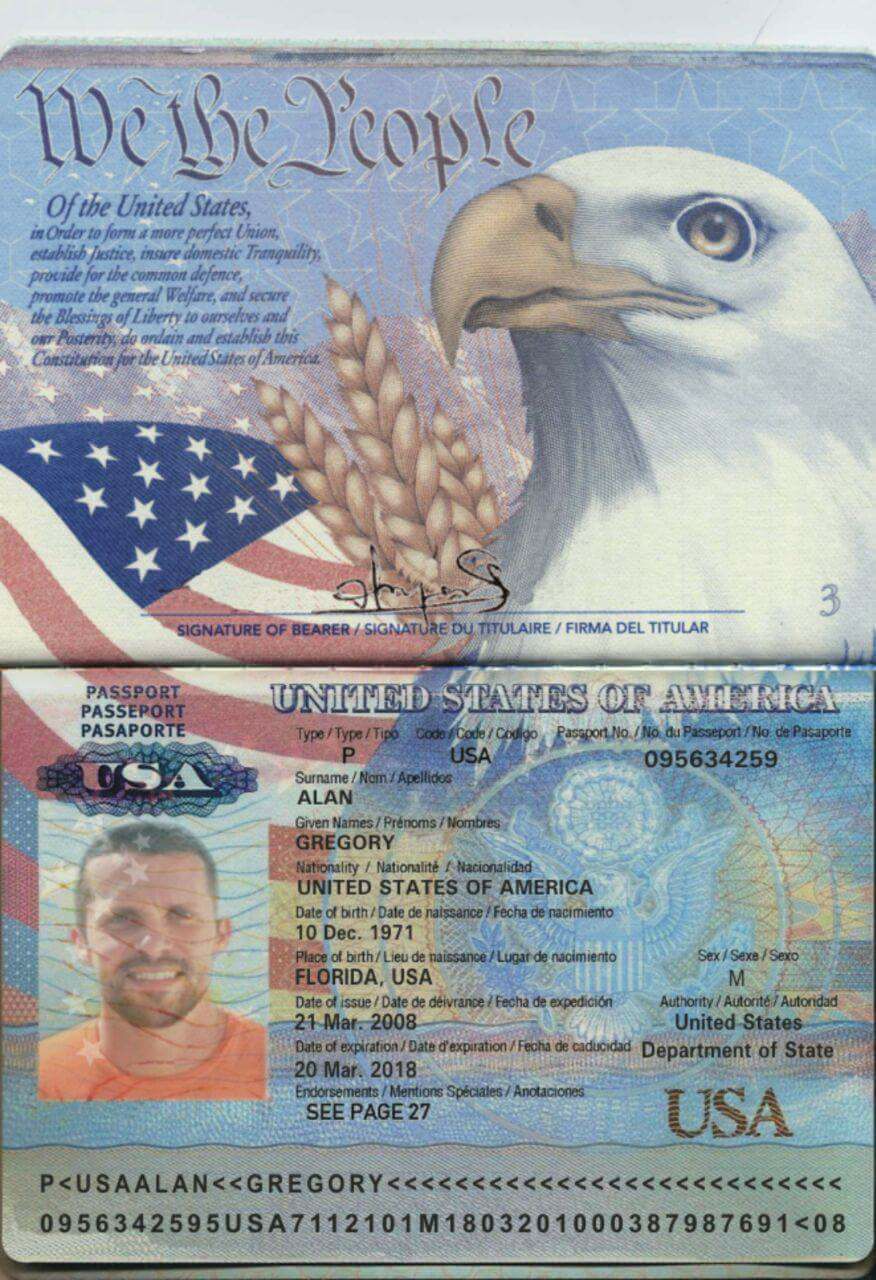 We the People
Of the United States,
in Order to form a more perfect Union,
establish Justice, insure domestic Tranquility,
provide for the common defence,
promote the general Welfare, and secure
the Blessings of Liberty to ourselves and
our Posterity, do ordain and establish this
Constitution for the United States of America.
3
SIGNATURE OF BEARER / SIGNATURE DU TITULAIRE / FIRMA DEL TITULAR
PASSPORT
PASSEPORT
PASAPORTE
USA
UNITED STATES OF AMERICA
Type / Type / Tipo Code / Code / Codigo Passport No. / No. du Passeport / No. de Pasaporte
P USA 095634259
Surname / Nom / Apellidos
ALAN
Given Names / Prénoms / Nombres
GREGORY
Nationality / Nationalité / Nacionalidad
UNITED STATES OF AMERICA
Date of birth / Date de naissance / Fecha de nacimiento
10 Dec. 1971
Place of birth / Lieu de naissance / Lugar de nacimiento Sex / Sexe / Sexo
FLORIDA, USA M
Date of issue / Date de déivrance / Fecha de expedición Authority / Autorité / Autoridad
21 Mar. 2008 United States
Date of expiration / Date d'expiration / Fecha de caducidad Department of State
20 Mar. 2018
Endorsements / Mentions Spéciales / Anotaciones
SEE PAGE 27
USA
P<USAALAN<<GREGORY<<<<<<<<<<<<<<<<<<<<<<<<<<
0956342595USA7112101M1803201000387987691<08